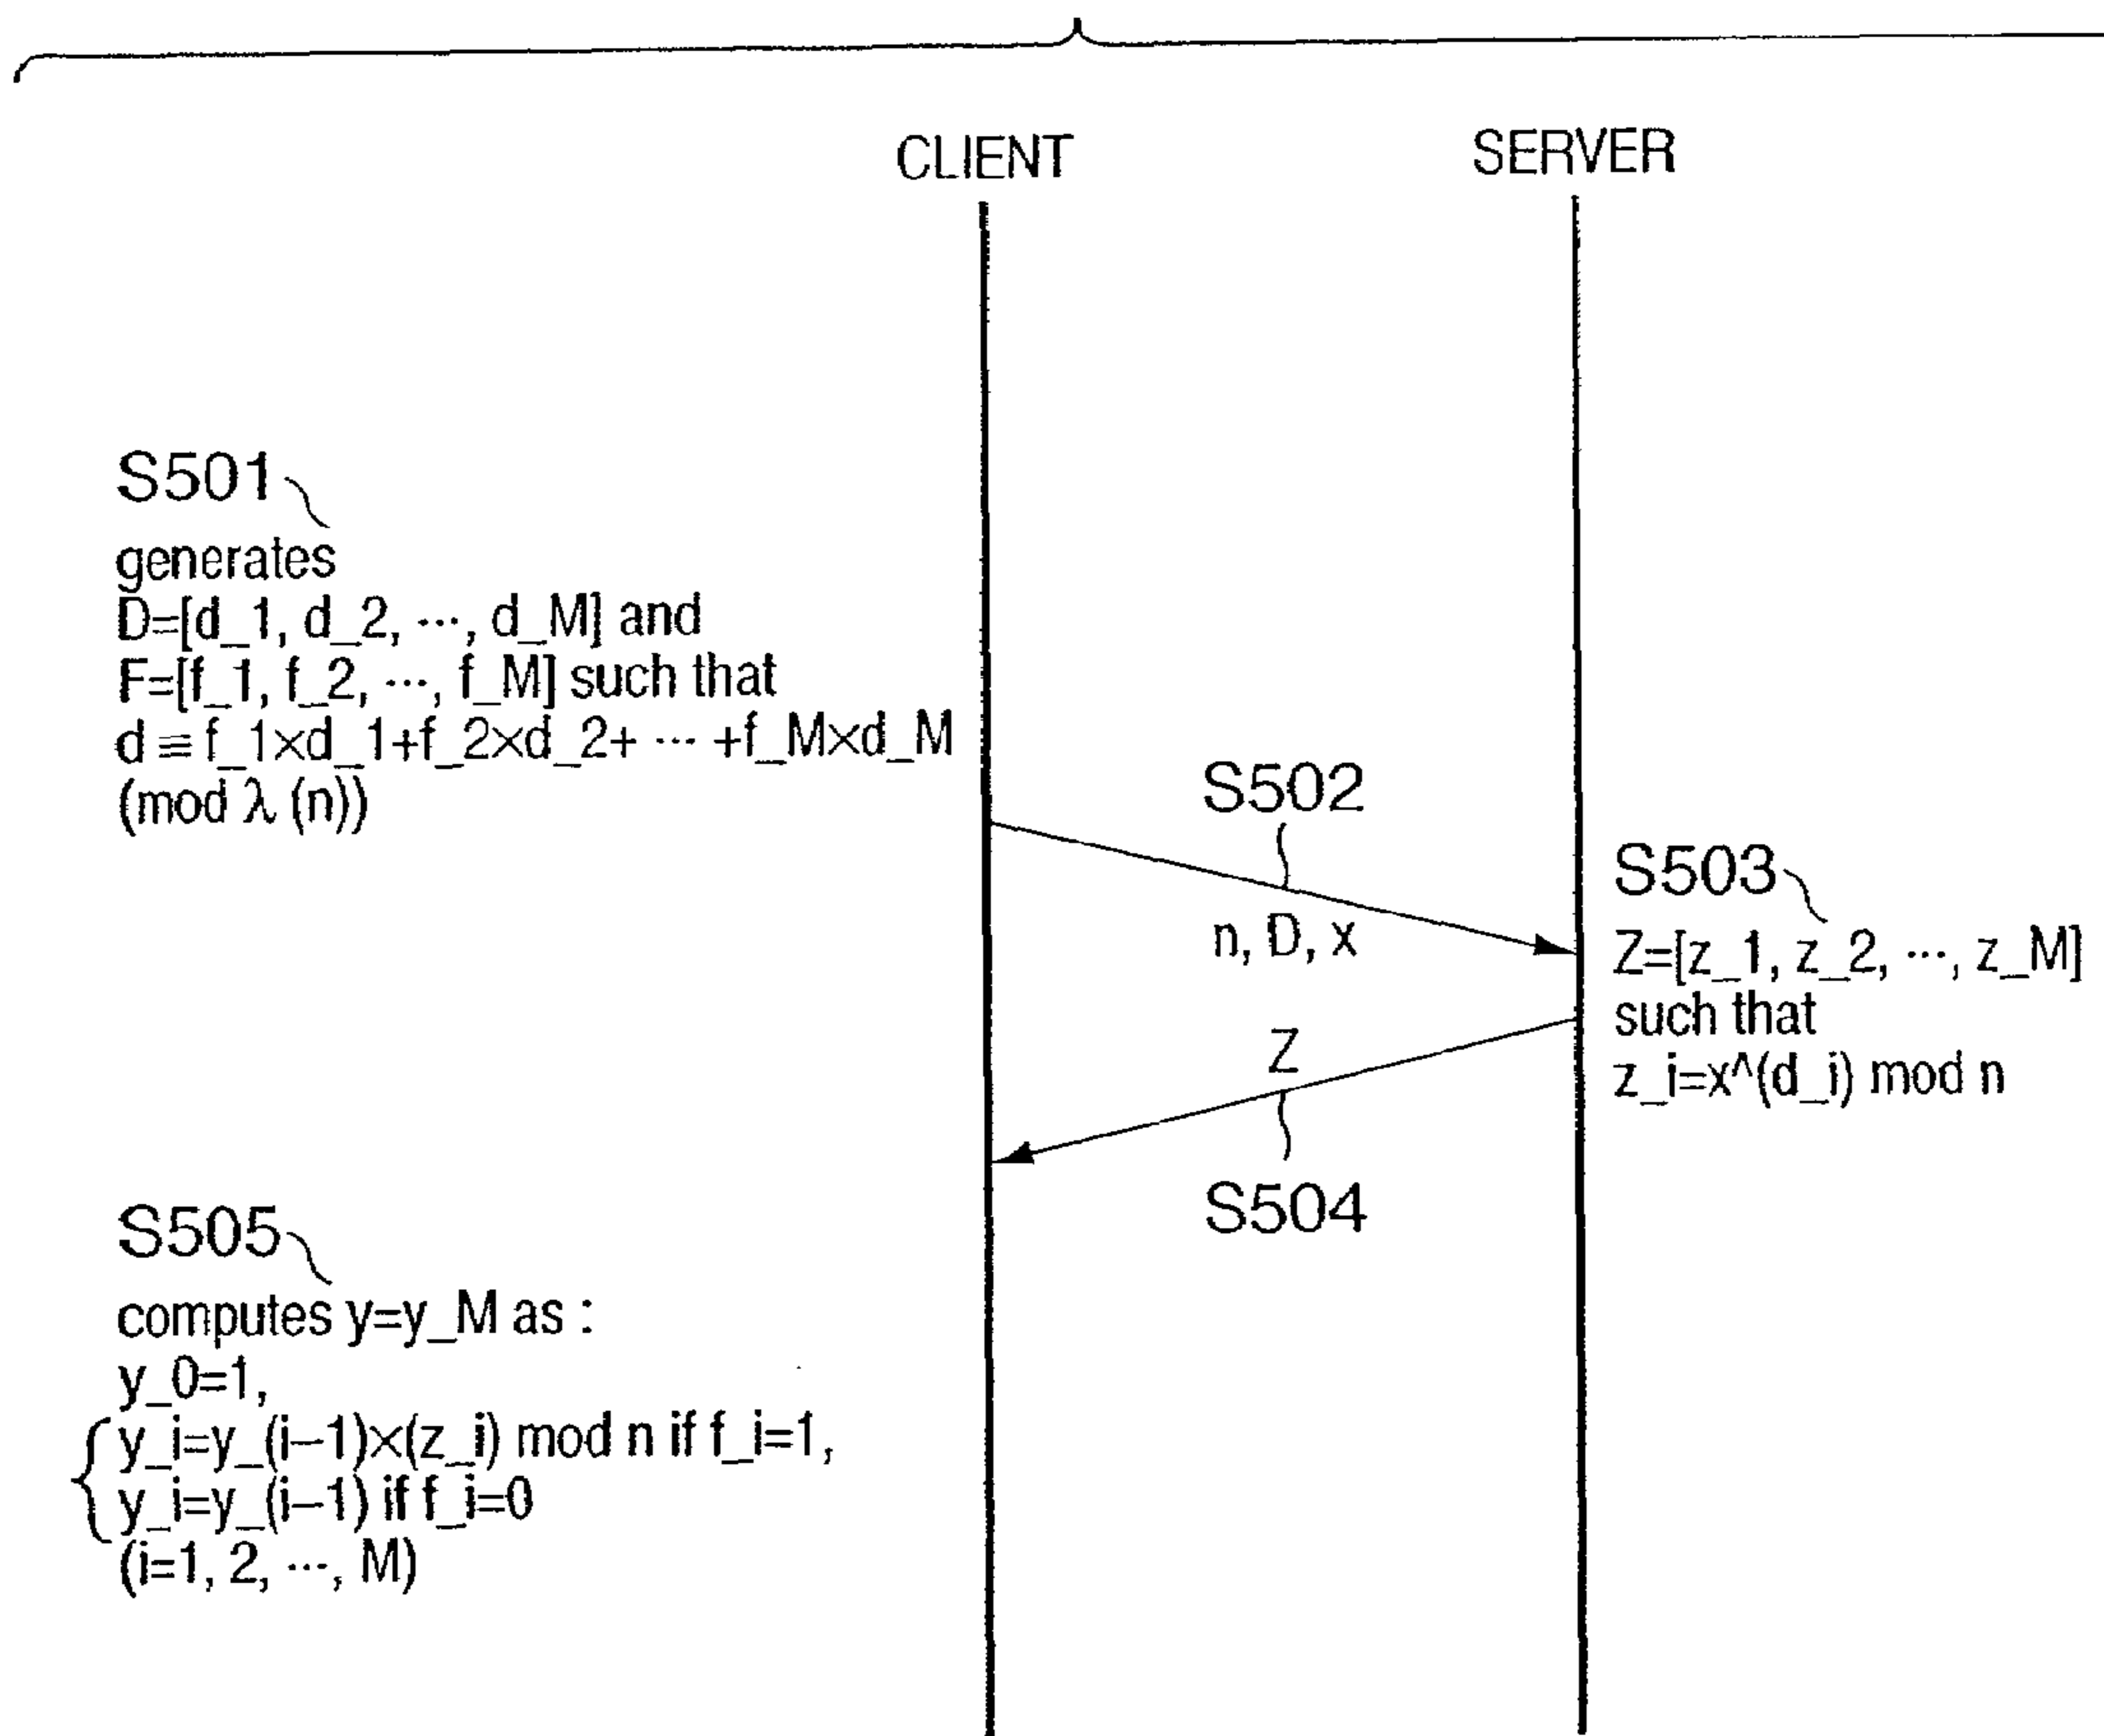 CLIENT
SERVER
S501
generates
D=[d_1, d_2, ···, d_M] and
F=[f_1, f_2, ···, f_M] such that
d ≡ f_1×d_1+f_2×d_2+ ··· +f_M×d_M
(mod λ (n))
S502
n, D, x
S503
Z=[z_1, z_2, ···, z_M]
such that
z_i=x^(d_i) mod n
Z
S504
S505
computes y=y_M as :
y_0=1,
y_i=y_(i–1)×(z_i) mod n if f_i=1,
y_i=y_(i–1) if f_i=0
(i=1, 2, ···, M)